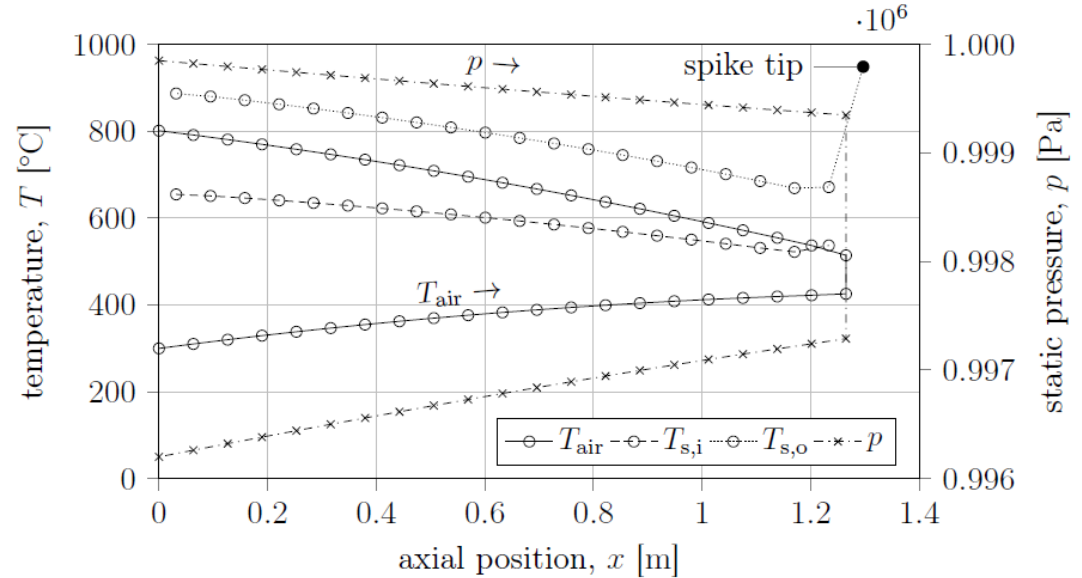 ·10⁶
1000
800
600
400
200
0
temperature, T [°C]
1.000
0.999
0.998
0.997
0.996
static pressure, p [Pa]
p →
spike tip
T_air →
T_air T_s,i T_s,o p
0 0.2 0.4 0.6 0.8 1 1.2 1.4
axial position, x [m]